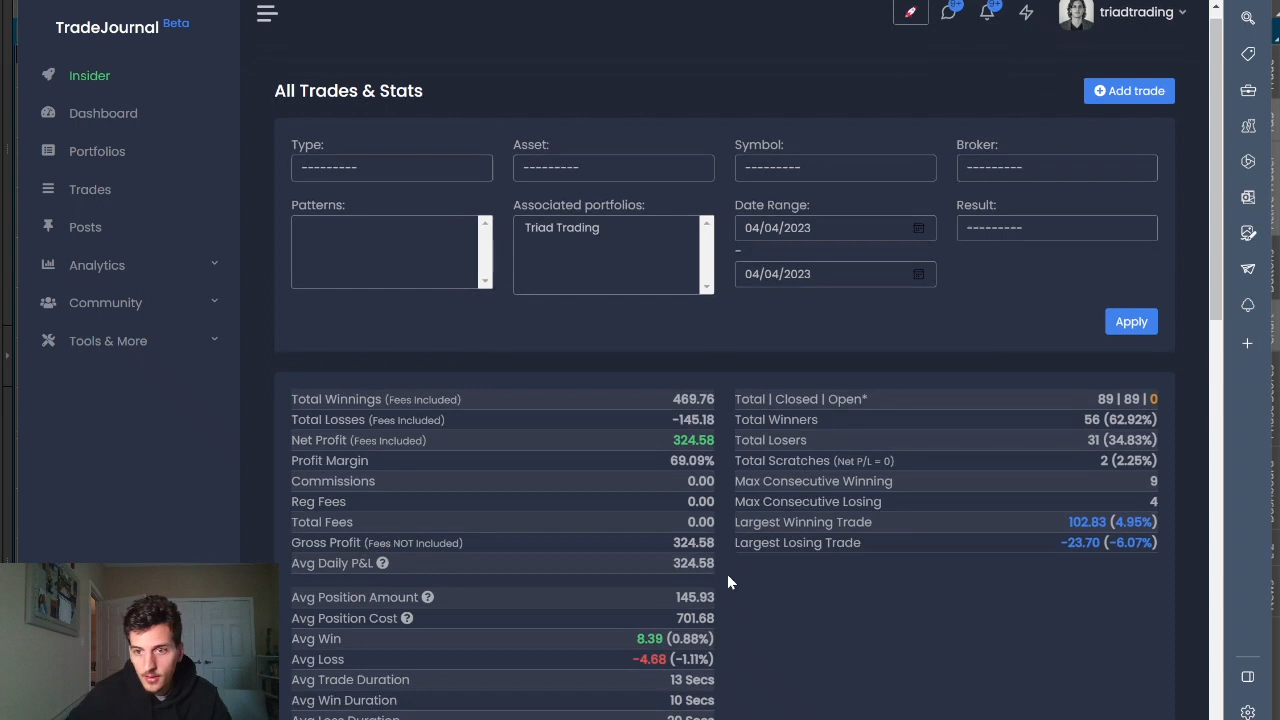 TradeJournal Beta
9+ 9+ triadtrading
Insider
Dashboard
Portfolios
Trades
Posts
Analytics
Community
Tools & More
All Trades & Stats
Add trade
Type: Asset: Symbol: Broker:
--------- --------- --------- ---------
Patterns: Associated portfolios: Date Range: Result:
Triad Trading 04/04/2023 ---------
–
04/04/2023
Apply
Total Winnings (Fees Included) 469.76
Total Losses (Fees Included) -145.18
Net Profit (Fees Included) 324.58
Profit Margin 69.09%
Commissions 0.00
Reg Fees 0.00
Total Fees 0.00
Gross Profit (Fees NOT Included) 324.58
Avg Daily P&L 324.58
Avg Position Amount 145.93
Avg Position Cost 701.68
Avg Win 8.39 (0.88%)
Avg Loss -4.68 (-1.11%)
Avg Trade Duration 13 Secs
Avg Win Duration 10 Secs
Avg Loss Duration 20 Secs
Total | Closed | Open* 89 | 89 | 0
Total Winners 56 (62.92%)
Total Losers 31 (34.83%)
Total Scratches (Net P/L = 0) 2 (2.25%)
Max Consecutive Winning 9
Max Consecutive Losing 4
Largest Winning Trade 102.83 (4.95%)
Largest Losing Trade -23.70 (-6.07%)